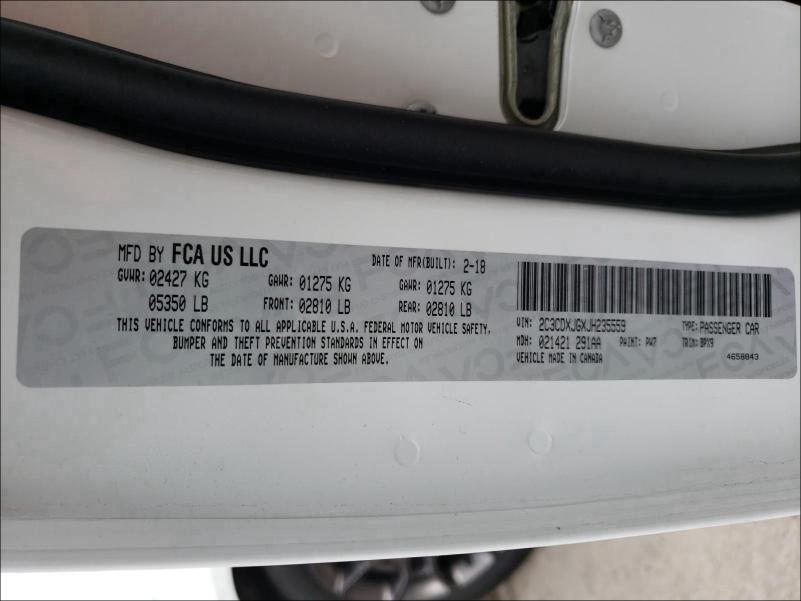 MFD BY FCA US LLC DATE OF MFR(BUILT): 2-18
GVWR: 02427 KG GAWR: 01275 KG GAWR: 01275 KG
05350 LB FRONT: 02810 LB REAR: 02810 LB
THIS VEHICLE CONFORMS TO ALL APPLICABLE U.S.A. FEDERAL MOTOR VEHICLE SAFETY,
BUMPER AND THEFT PREVENTION STANDARDS IN EFFECT ON
THE DATE OF MANUFACTURE SHOWN ABOVE.
VIN: 2C3CDXJGXJH235559 TYPE: PASSENGER CAR
MDH: 021421 291AA PAINT: PW7 TRIM: BPX9
VEHICLE MADE IN CANADA 4658843